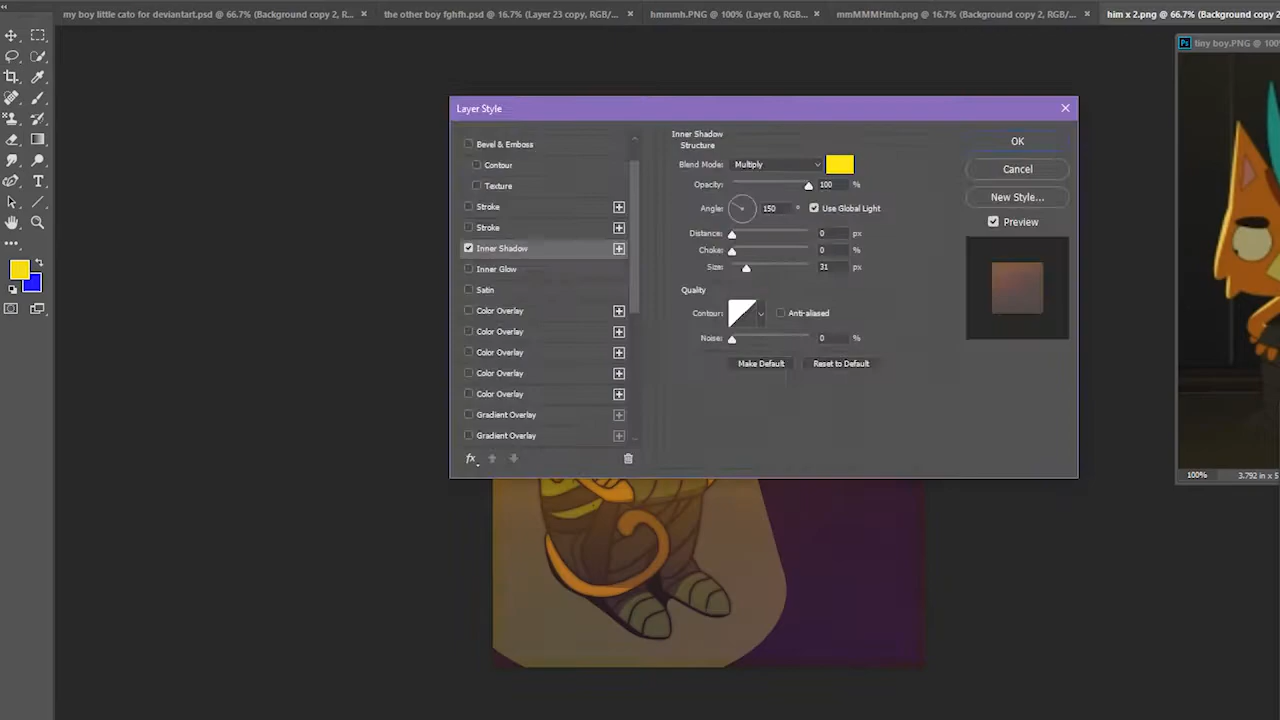 my boy little cato for deviantart.psd @ 66.7% (Background copy 2, R... ×
the other boy fghfh.psd @ 16.7% (Layer 23 copy, RGB/... ×
hmmmh.PNG @ 100% (Layer 0, RGB... ×
mmMMMHmh.png @ 16.7% (Background copy 2, RGB/... ×
him x 2.png @ 66.7% (Background copy 2
Ps tiny boy.PNG @ 100
Layer Style
Bevel & Emboss
Contour
Texture
Stroke
Stroke
Inner Shadow
Inner Glow
Satin
Color Overlay
Color Overlay
Color Overlay
Color Overlay
Color Overlay
Gradient Overlay
Gradient Overlay
fx
Inner Shadow
Structure
Blend Mode: Multiply
Opacity: 100 %
Angle: 150 ° Use Global Light
Distance: 0 px
Choke: 0 %
Size: 31 px
Quality
Contour: Anti-aliased
Noise: 0 %
Make Default Reset to Default
OK
Cancel
New Style...
Preview
100% 3.792 in x 5